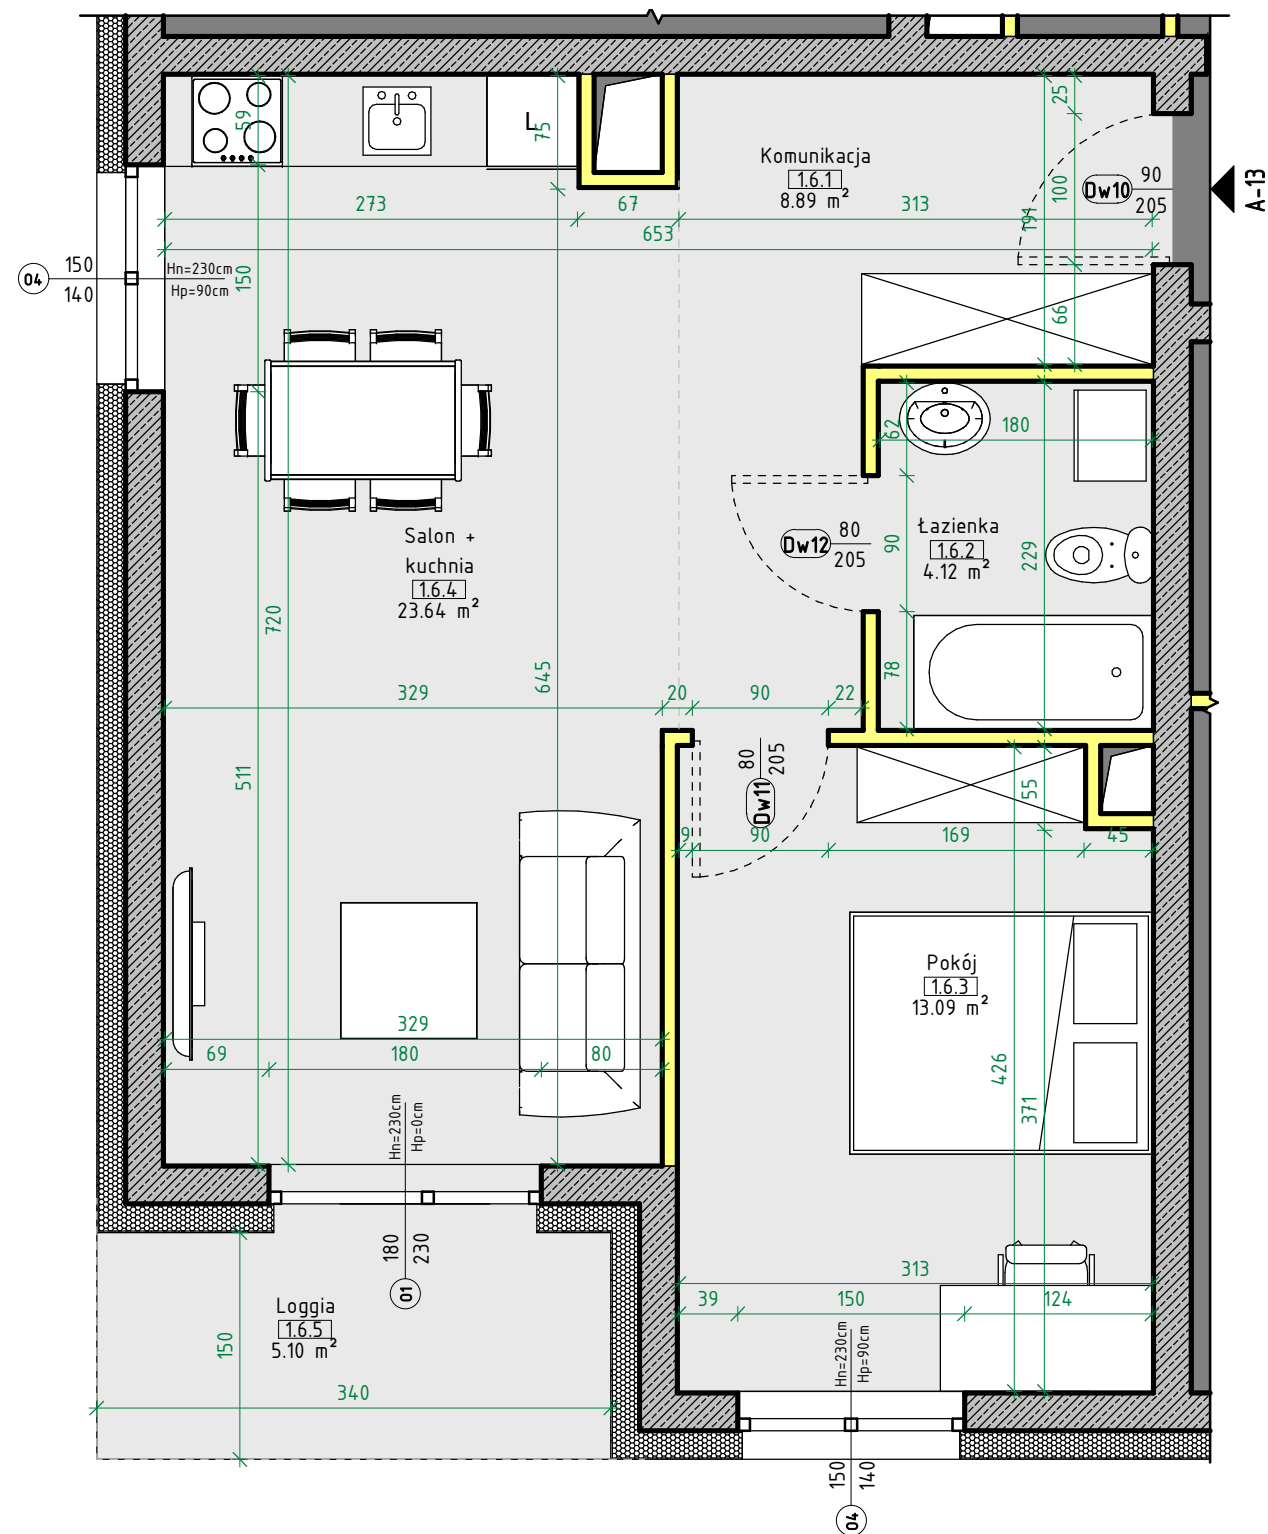 L
59
75
Komunikacja
1.6.1
8.89 m²
25
100
191
Dw10
90
205
A-13
273
67
313
653
04
150
140
Hn=230cm
Hp=90cm
150
66
62
180
Salon +
kuchnia
1.6.4
23.64 m²
Dw12
80
205
90
Łazienka
1.6.2
4.12 m²
229
720
645
78
329
20
90
22
511
80
205
Dw11
55
9
90
169
45
Pokój
1.6.3
13.09 m²
329
69
180
80
426
371
Hn=230cm
Hp=0cm
180
230
01
313
39
150
124
Loggia
1.6.5
5.10 m²
150
340
Hn=230cm
Hp=90cm
150
140
04